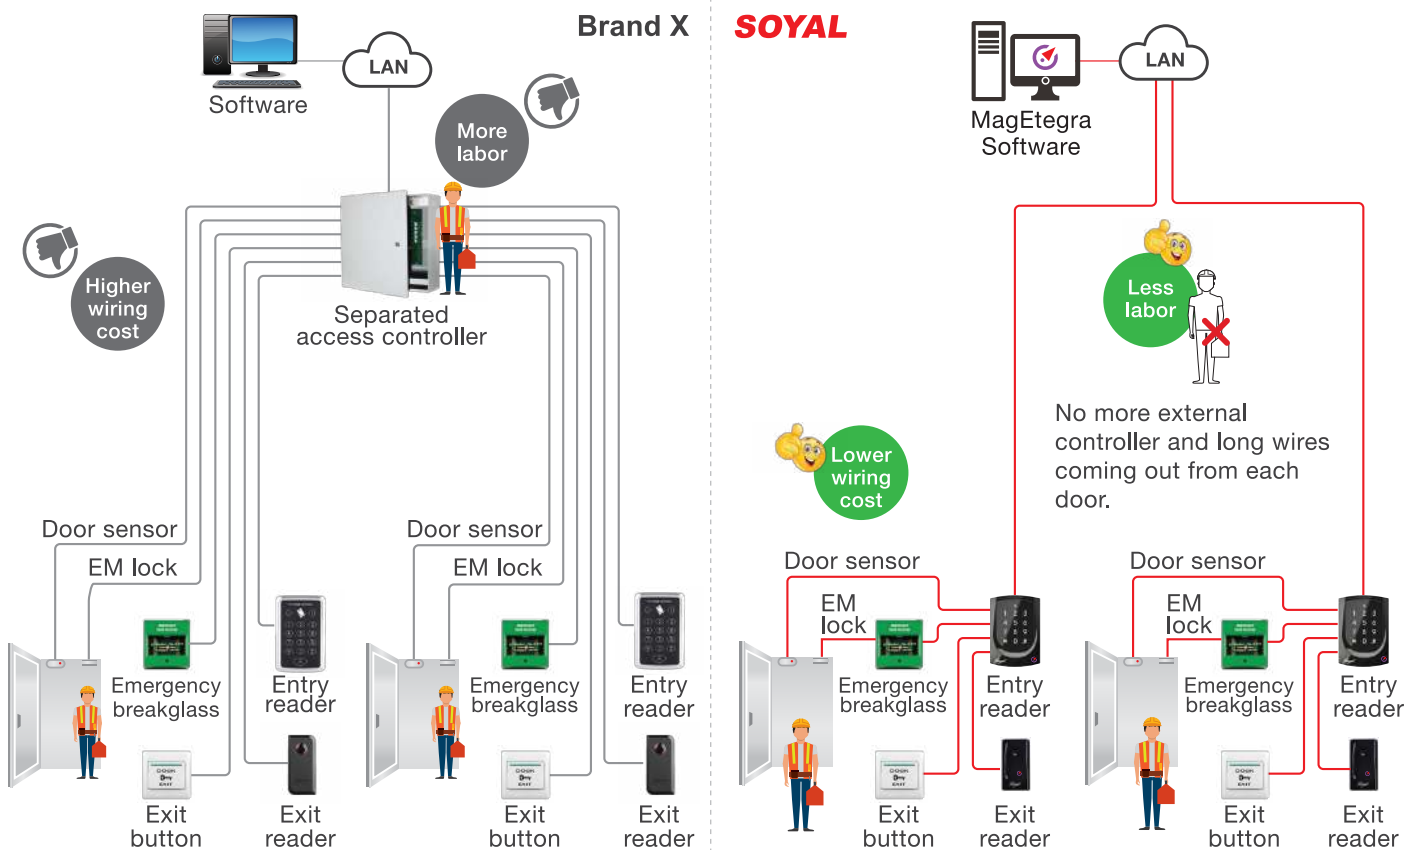 Brand X
LAN
Software
More
labor
Higher
wiring
cost
Separated
access controller
Door sensor
EM lock
Emergency
breakglass
Entry
reader
Exit
button
Exit
reader
Door sensor
EM lock
Emergency
breakglass
Entry
reader
Exit
button
Exit
reader
SOYAL
LAN
MagEtegra
Software
Less
labor
No more external
controller and long wires
coming out from each
door.
Lower
wiring
cost
Door sensor
EM
lock
Emergency
breakglass
Entry
reader
Exit
button
Exit
reader
Door sensor
EM
lock
Emergency
breakglass
Entry
reader
Exit
button
Exit
reader